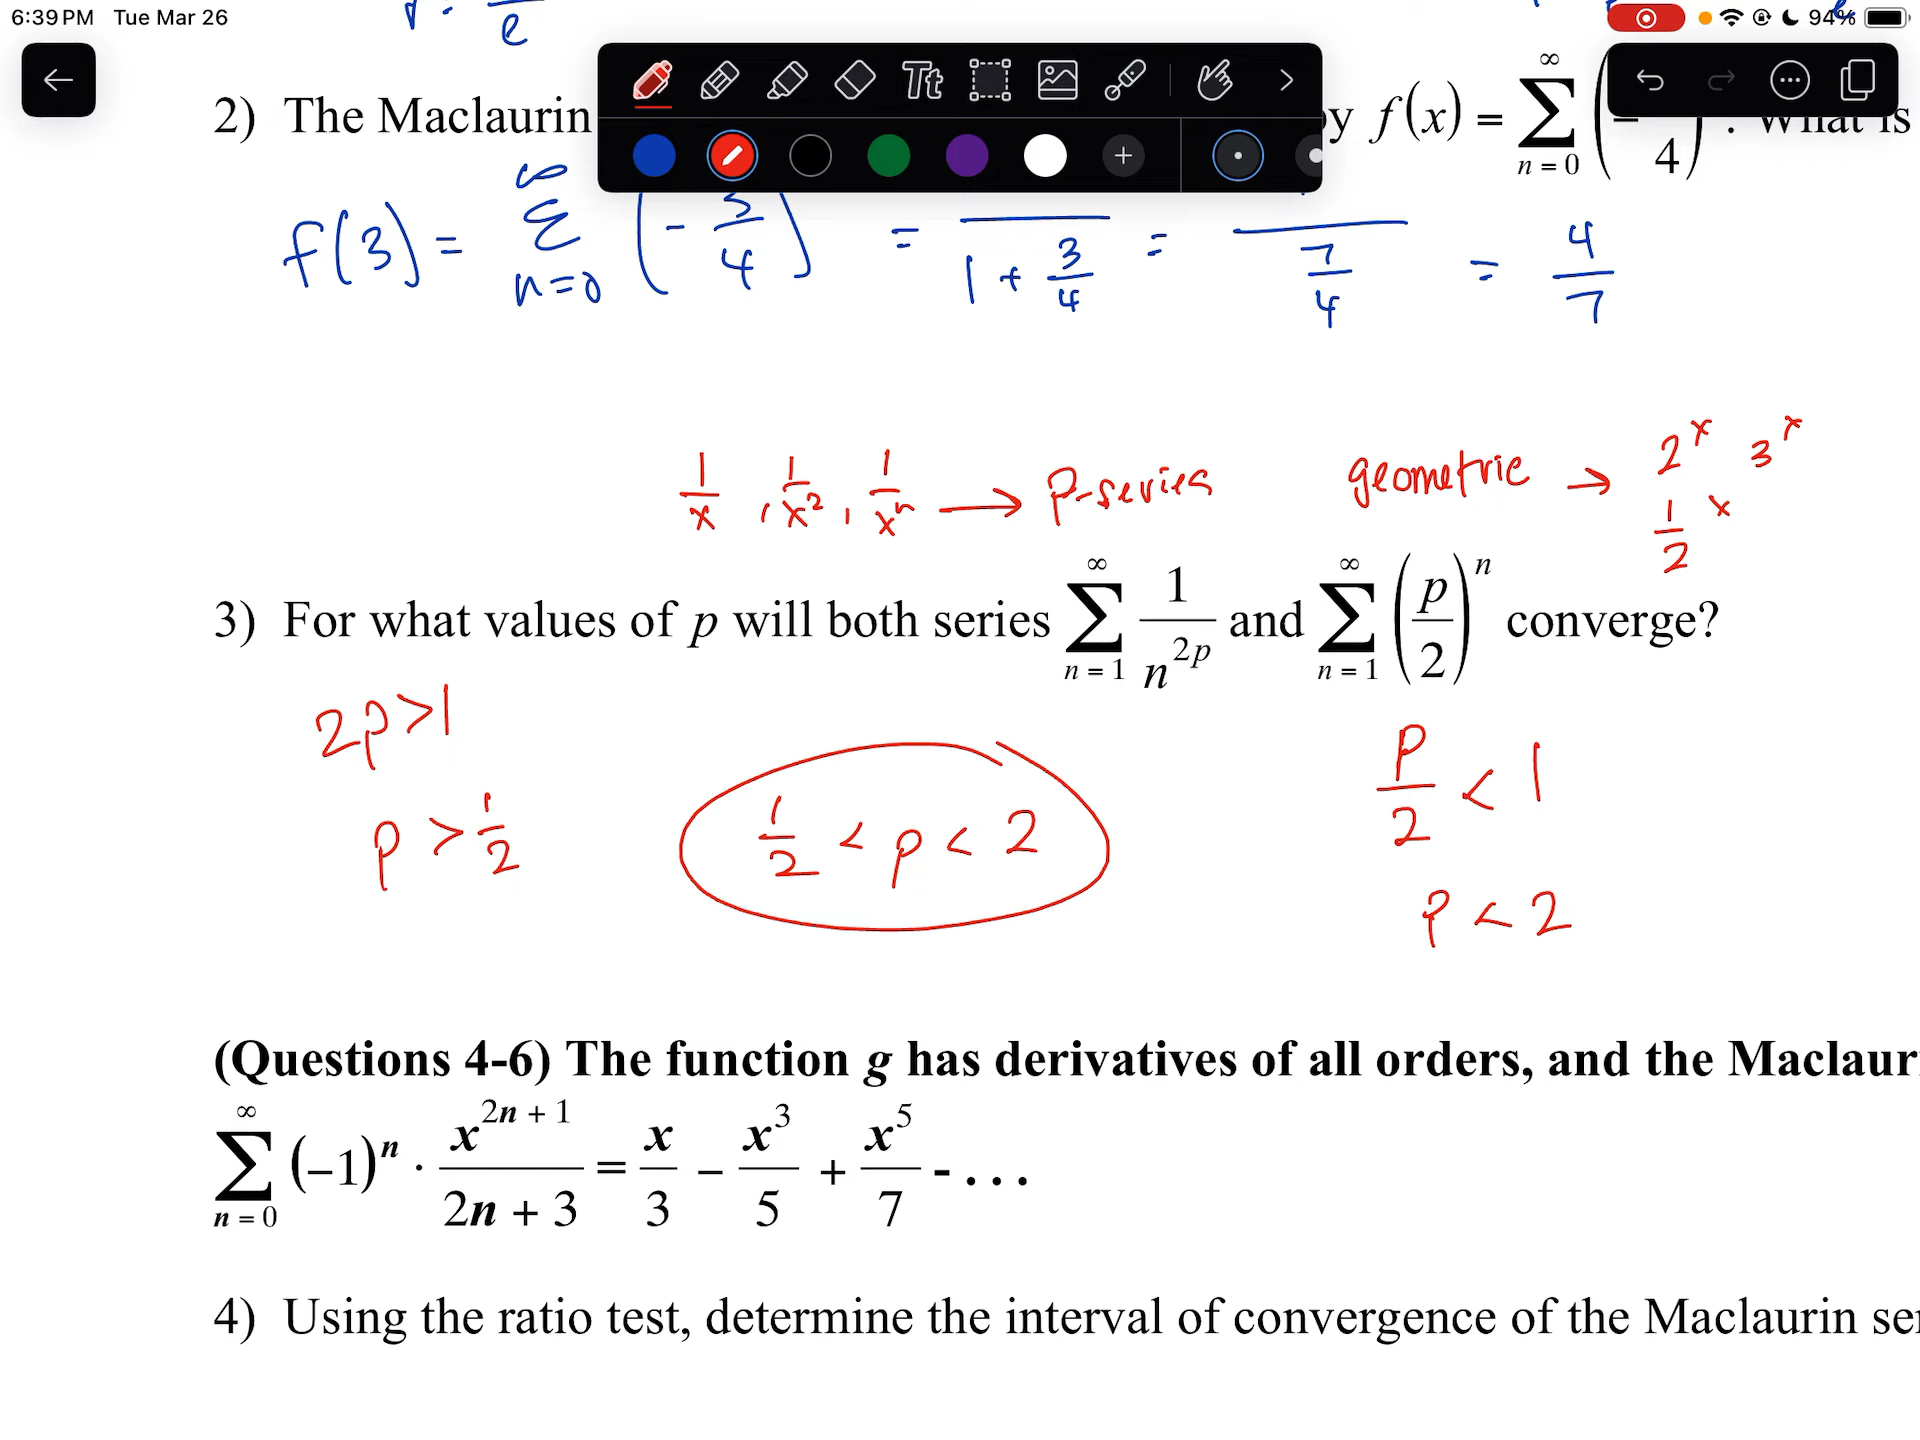 6:39 PM Tue Mar 26 94%
e
Tt
2) The Maclaurin y f(x) = ∞ Σ n = 0 ( − 4 ) . What is
f(3) = ∞ Σ n=0 ( - 3/4 ) = 1 + 3/4 = 7/4 = 4/7
1/x , 1/x², 1/xⁿ → P-series geometric → 2ˣ 3ˣ
1/2 ˣ
3) For what values of p will both series ∞ Σ n = 1 1/n^2p and ∞ Σ n = 1 (p/2)ⁿ converge?
2p>1
p > 1/2
1/2 < p < 2
P/2 < 1
P < 2
(Questions 4-6) The function g has derivatives of all orders, and the Maclaur
∞ Σ n = 0 (−1)ⁿ · x^2n + 1 / 2n + 3 = x/3 − x³/5 + x⁵/7 - ...
4) Using the ratio test, determine the interval of convergence of the Maclaurin se